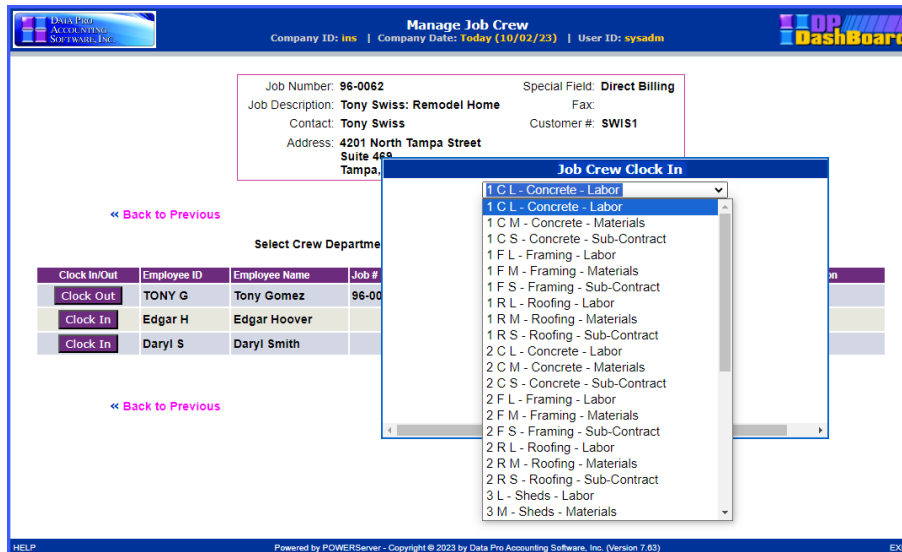 Data Pro
Accounting
Software, Inc.
Manage Job Crew
Company ID: ins | Company Date: Today (10/02/23) | User ID: sysadm
DP
DashBoard
Job Number: 96-0062 Special Field: Direct Billing
Job Description: Tony Swiss: Remodel Home Fax:
Contact: Tony Swiss Customer #: SWIS1
Address: 4201 North Tampa Street
Suite 469
Tampa,
Job Crew Clock In
1 C L - Concrete - Labor
1 C L - Concrete - Labor
1 C M - Concrete - Materials
1 C S - Concrete - Sub-Contract
1 F L - Framing - Labor
1 F M - Framing - Materials
1 F S - Framing - Sub-Contract
1 R L - Roofing - Labor
1 R M - Roofing - Materials
1 R S - Roofing - Sub-Contract
2 C L - Concrete - Labor
2 C M - Concrete - Materials
2 C S - Concrete - Sub-Contract
2 F L - Framing - Labor
2 F M - Framing - Materials
2 F S - Framing - Sub-Contract
2 R L - Roofing - Labor
2 R M - Roofing - Materials
2 R S - Roofing - Sub-Contract
3 L - Sheds - Labor
3 M - Sheds - Materials
« Back to Previous
Select Crew Departme
Clock In/Out Employee ID Employee Name Job # on
Clock Out TONY G Tony Gomez 96-00
Clock In Edgar H Edgar Hoover
Clock In Daryl S Daryl Smith
« Back to Previous
HELP Powered by POWERServer - Copyright © 2023 by Data Pro Accounting Software, Inc. (Version 7.63) EX